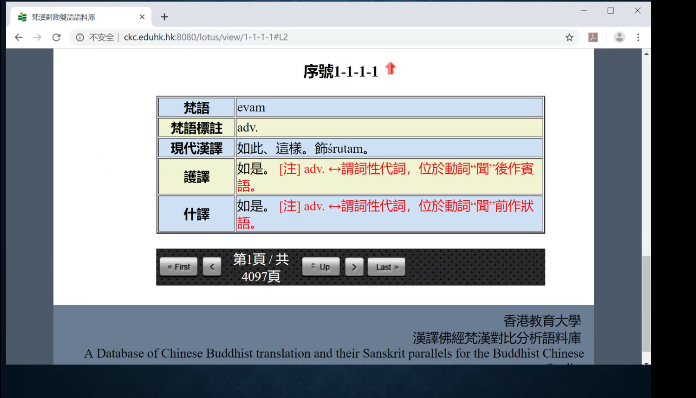 梵漢對勘雙語語料庫
不安全 | ckc.eduhk.hk:8080/lotus/view/1-1-1-1#L2
序號1-1-1-1
梵語 evam
梵語標註 adv.
現代漢譯 如此、這樣。飾śrutam。
護譯 如是。 [注] adv. ↔謂詞性代詞，位於動詞“聞”後作賓
語。
什譯 如是。 [注] adv. ↔謂詞性代詞，位於動詞“聞”前作狀
語。
« First < 第1頁 / 共 Up > Last »
4097頁
香港教育大學
漢譯佛經梵漢對比分析語料庫
A Database of Chinese Buddhist translation and their Sanskrit parallels for the Buddhist Chinese